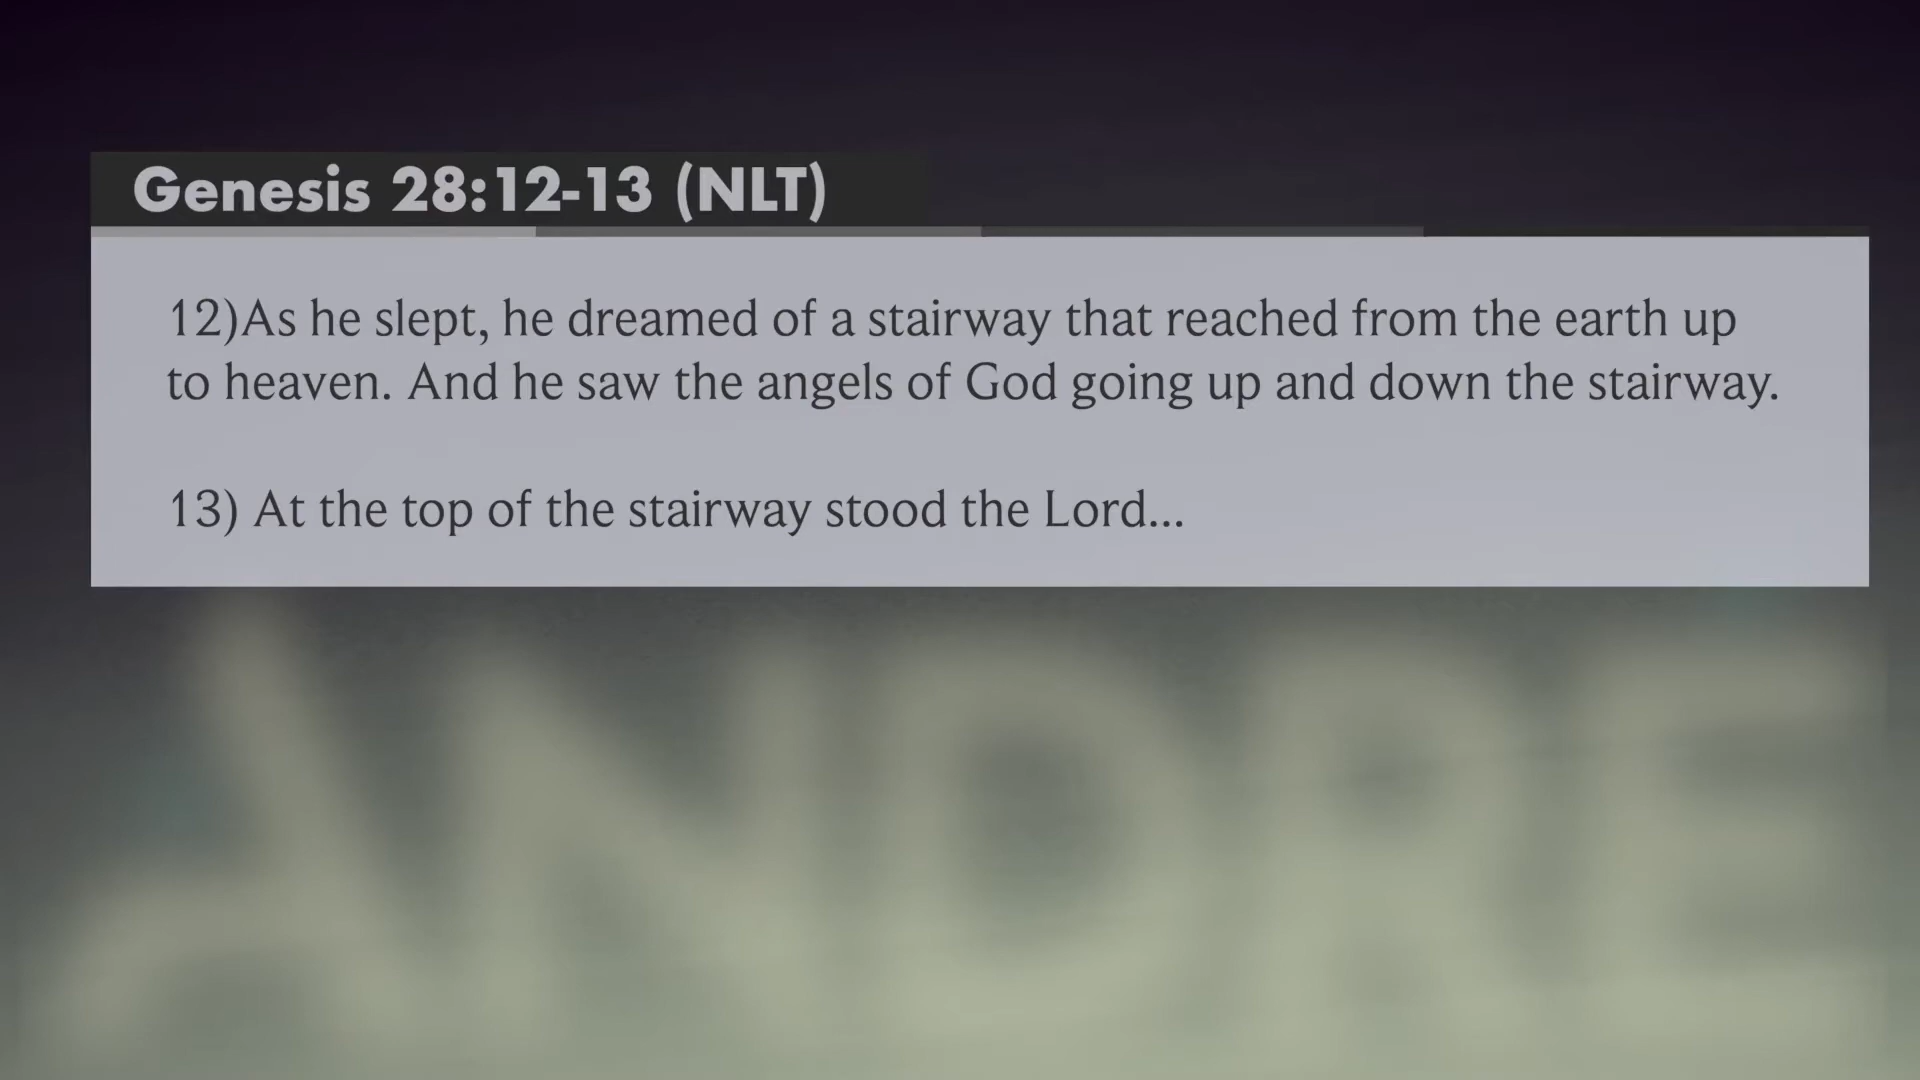 Genesis 28:12-13 (NLT)
12)As he slept, he dreamed of a stairway that reached from the earth up
to heaven. And he saw the angels of God going up and down the stairway.
13) At the top of the stairway stood the Lord...
ANDRE